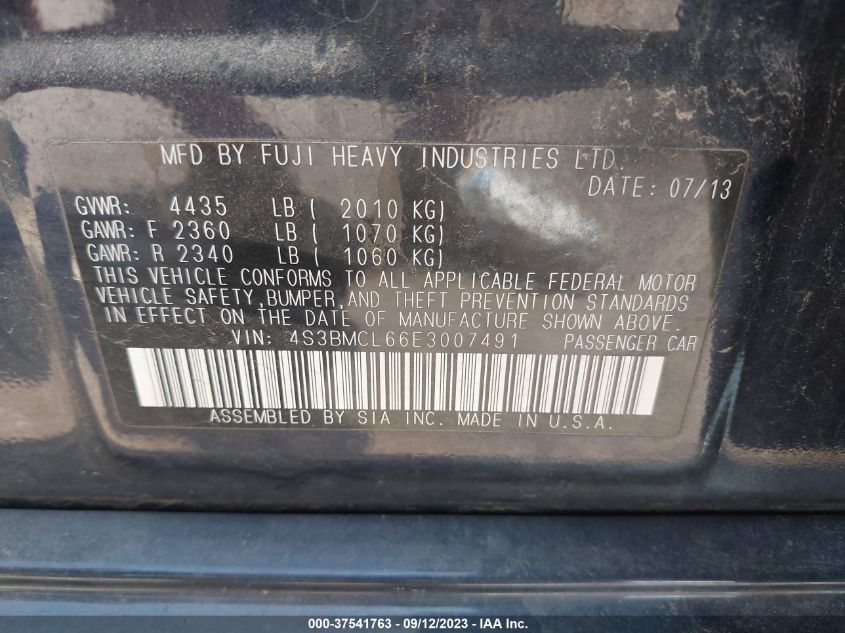 MFD BY FUJI HEAVY INDUSTRIES LTD.
DATE: 07/13
GVWR: 4435 LB ( 2010 KG)
GAWR: F 2360 LB ( 1070 KG)
GAWR: R 2340 LB ( 1060 KG)
THIS VEHICLE CONFORMS TO ALL APPLICABLE FEDERAL MOTOR
VEHICLE SAFETY,BUMPER,AND THEFT PREVENTION STANDARDS
IN EFFECT ON THE DATE OF MANUFACTURE SHOWN ABOVE.
VIN: 4S3BMCL66E3007491 PASSENGER CAR
ASSEMBLED BY SIA INC. MADE IN U.S.A.
000-37541763 - 09/12/2023 - IAA Inc.